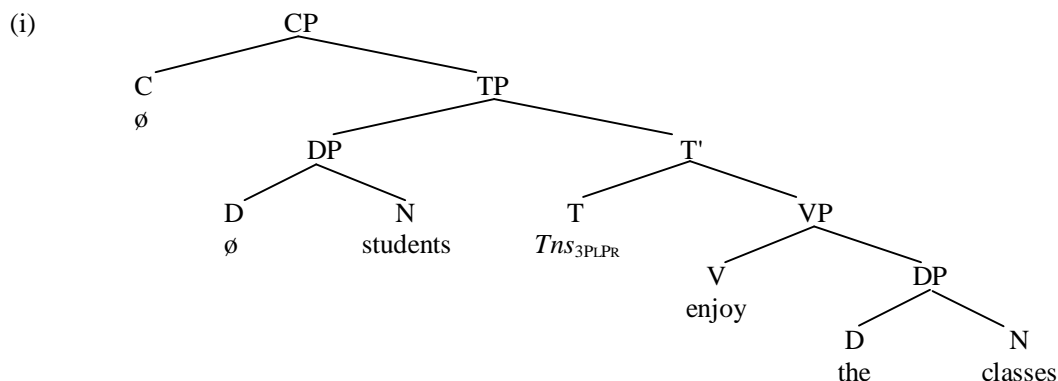 (i) CP
C TP
ø
DP T'
D N T VP
ø students Tns3PLPR
V DP
enjoy
D N
the classes